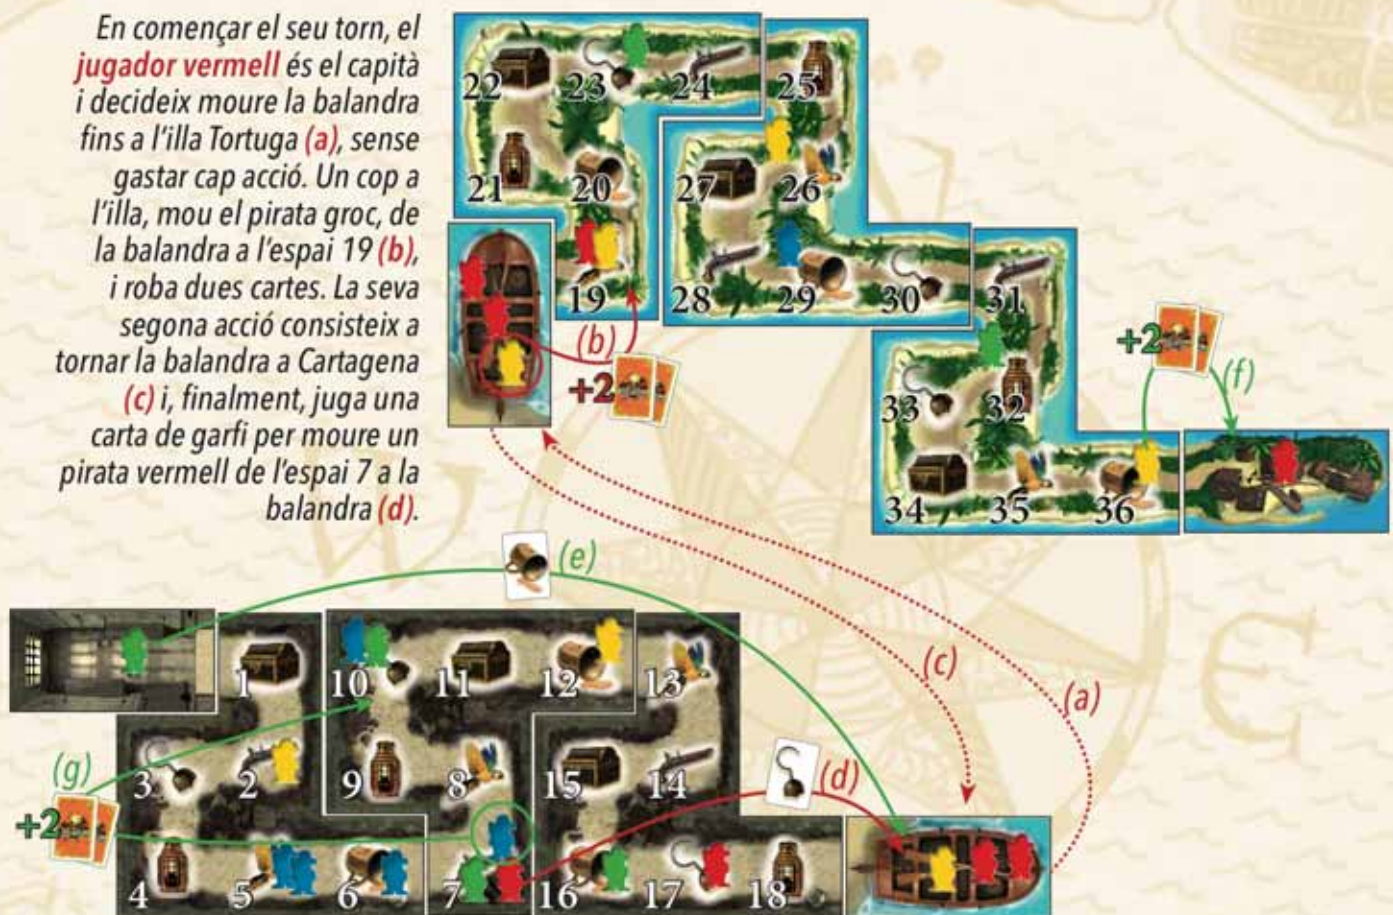 En començar el seu torn, el
jugador vermell és el capità
i decideix moure la balandra
fins a l'illa Tortuga (a), sense
gastar cap acció. Un cop a
l'illa, mou el pirata groc, de
la balandra a l'espai 19 (b),
i roba dues cartes. La seva
segona acció consisteix a
tornar la balandra a Cartagena
(c) i, finalment, juga una
carta de garfi per moure un
pirata vermell de l'espai 7 a la
balandra (d).
22 23 24 25
21 20 27 26
19 28 29 30 31
(b)
+2
+2
(f)
33 32
34 35 36
(e)
(c)
(a)
1 10 11 12 13
3 2 9 8 15 14
(g)
(d)
+2
4 5 6 7 16 17 18
W
E